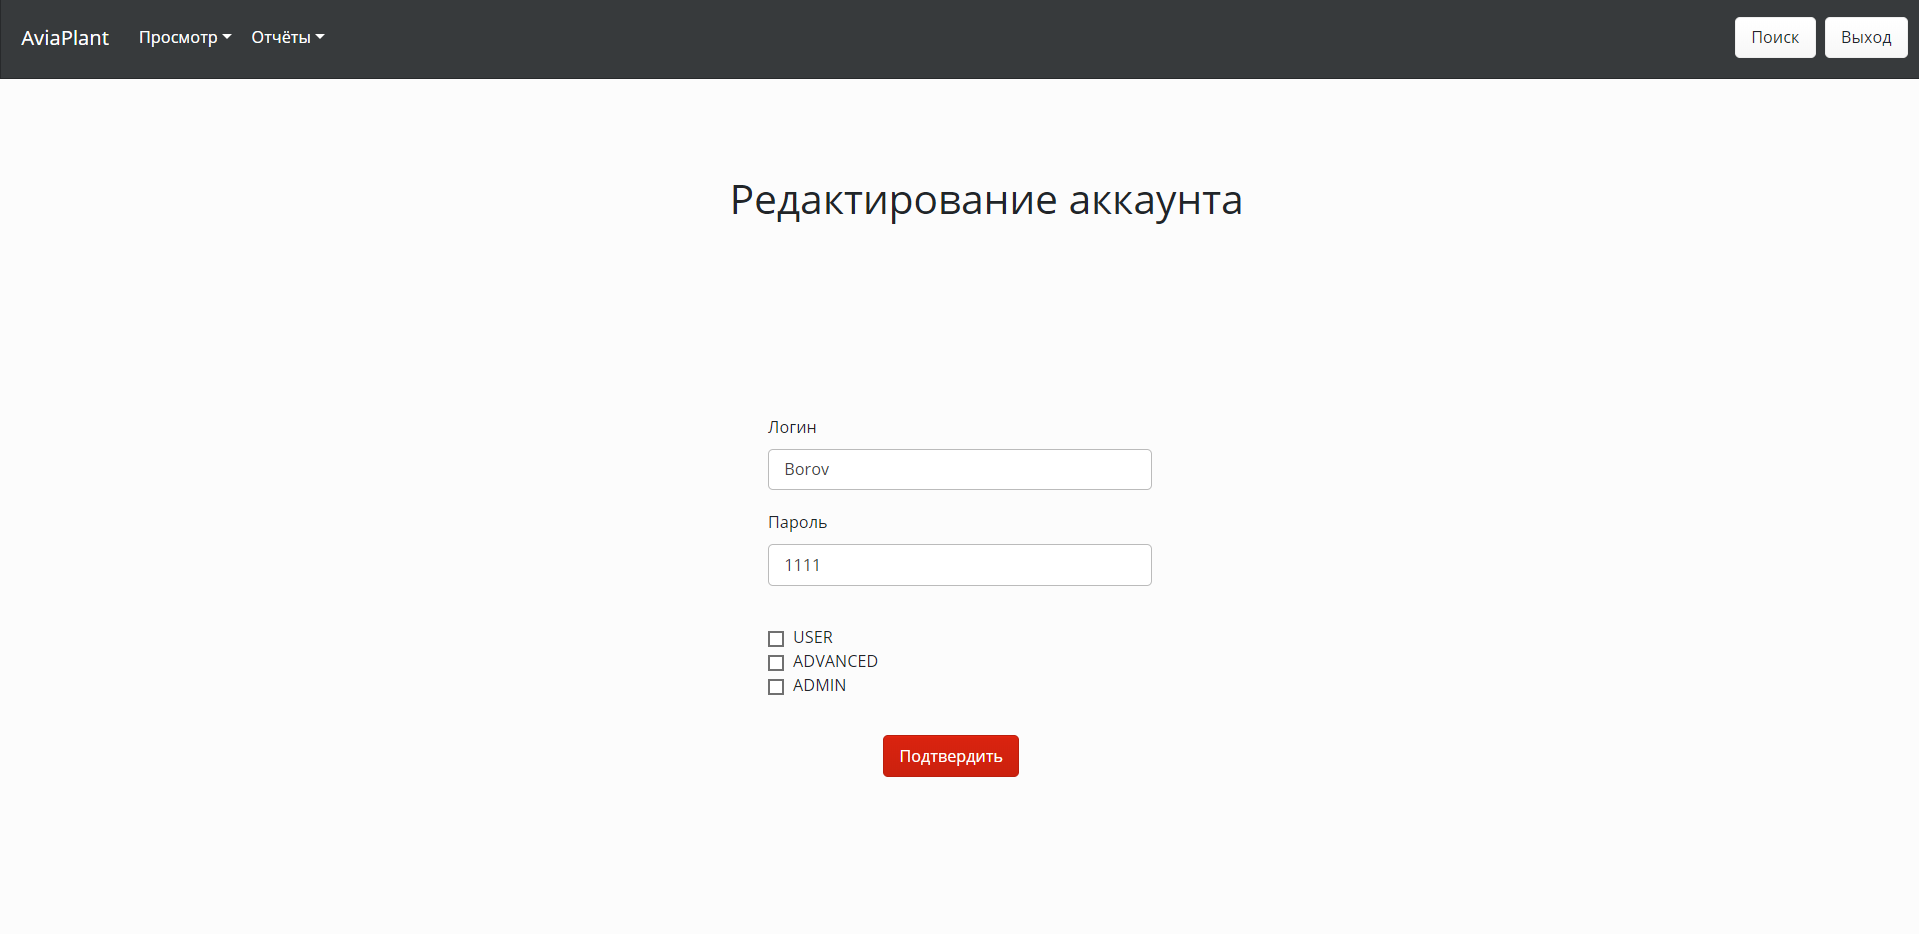 AviaPlant Просмотр Отчёты Поиск Выход
Редактирование аккаунта
Логин
Borov
Пароль
1111
USER
ADVANCED
ADMIN
Подтвердить